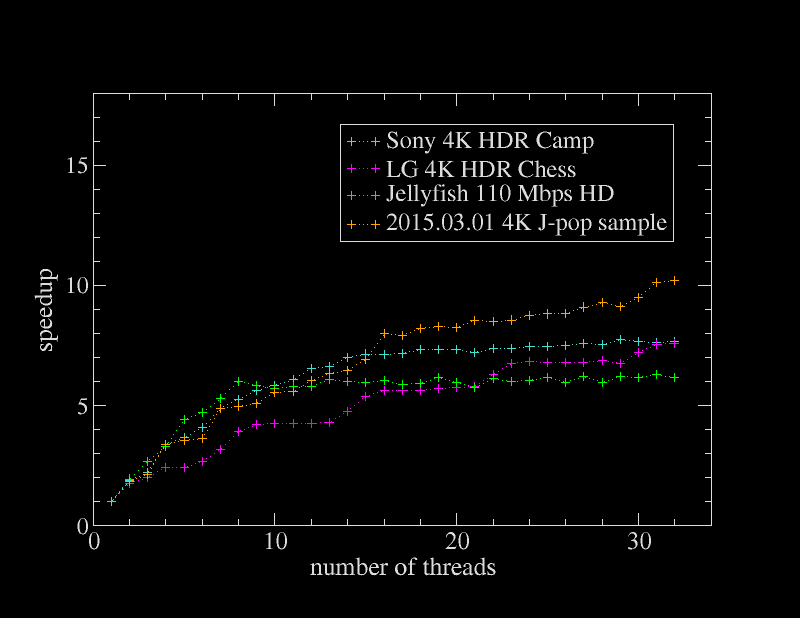 Sony 4K HDR Camp
LG 4K HDR Chess
Jellyfish 110 Mbps HD
2015.03.01 4K J-pop sample
15
10
5
0
speedup
0 10 20 30
number of threads